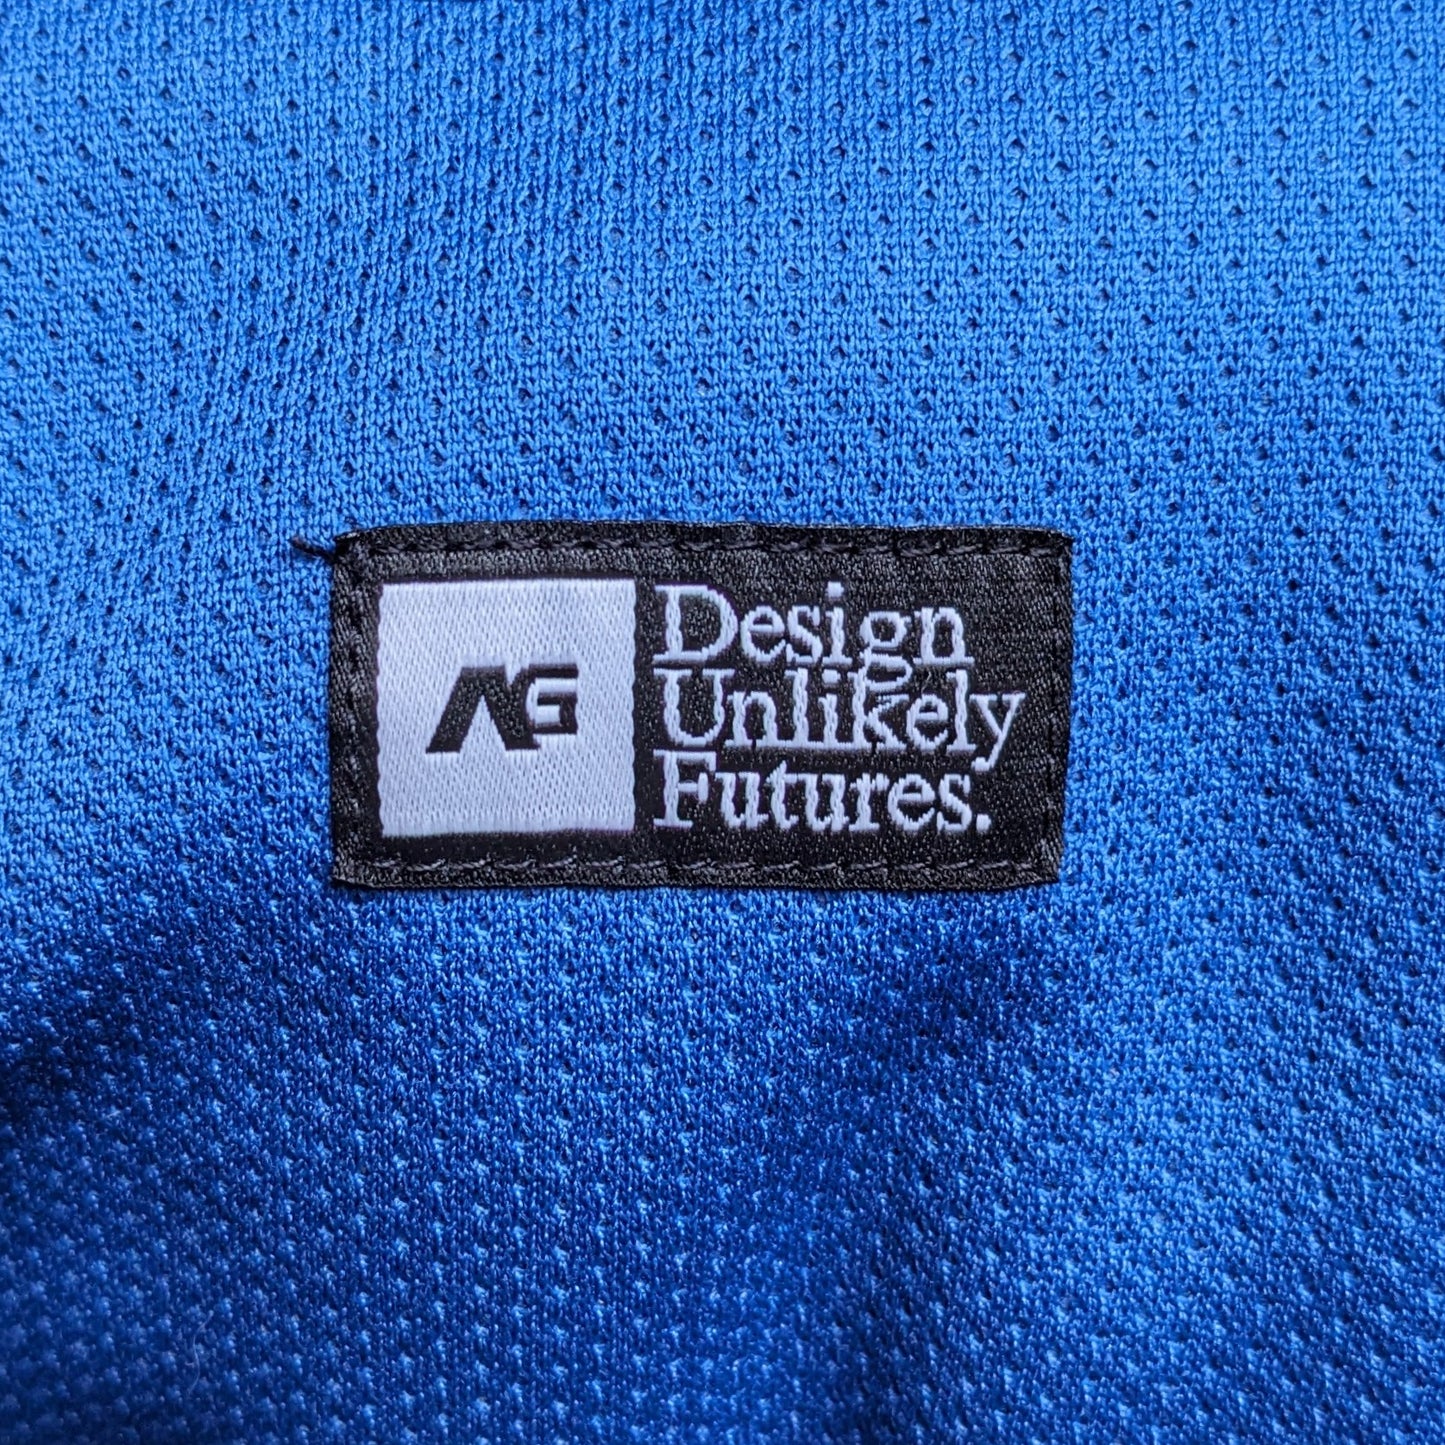 AG
Design
Unlikely
Futures.